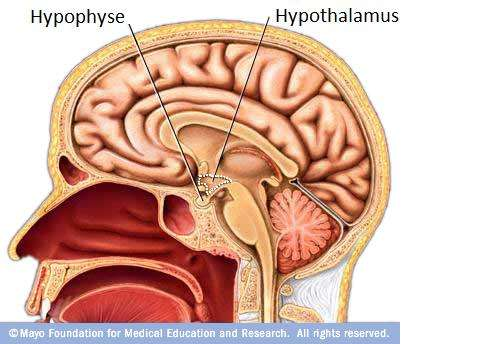 Hypophyse
Hypothalamus
©Mayo Foundation for Medical Education and Research. All rights reserved.